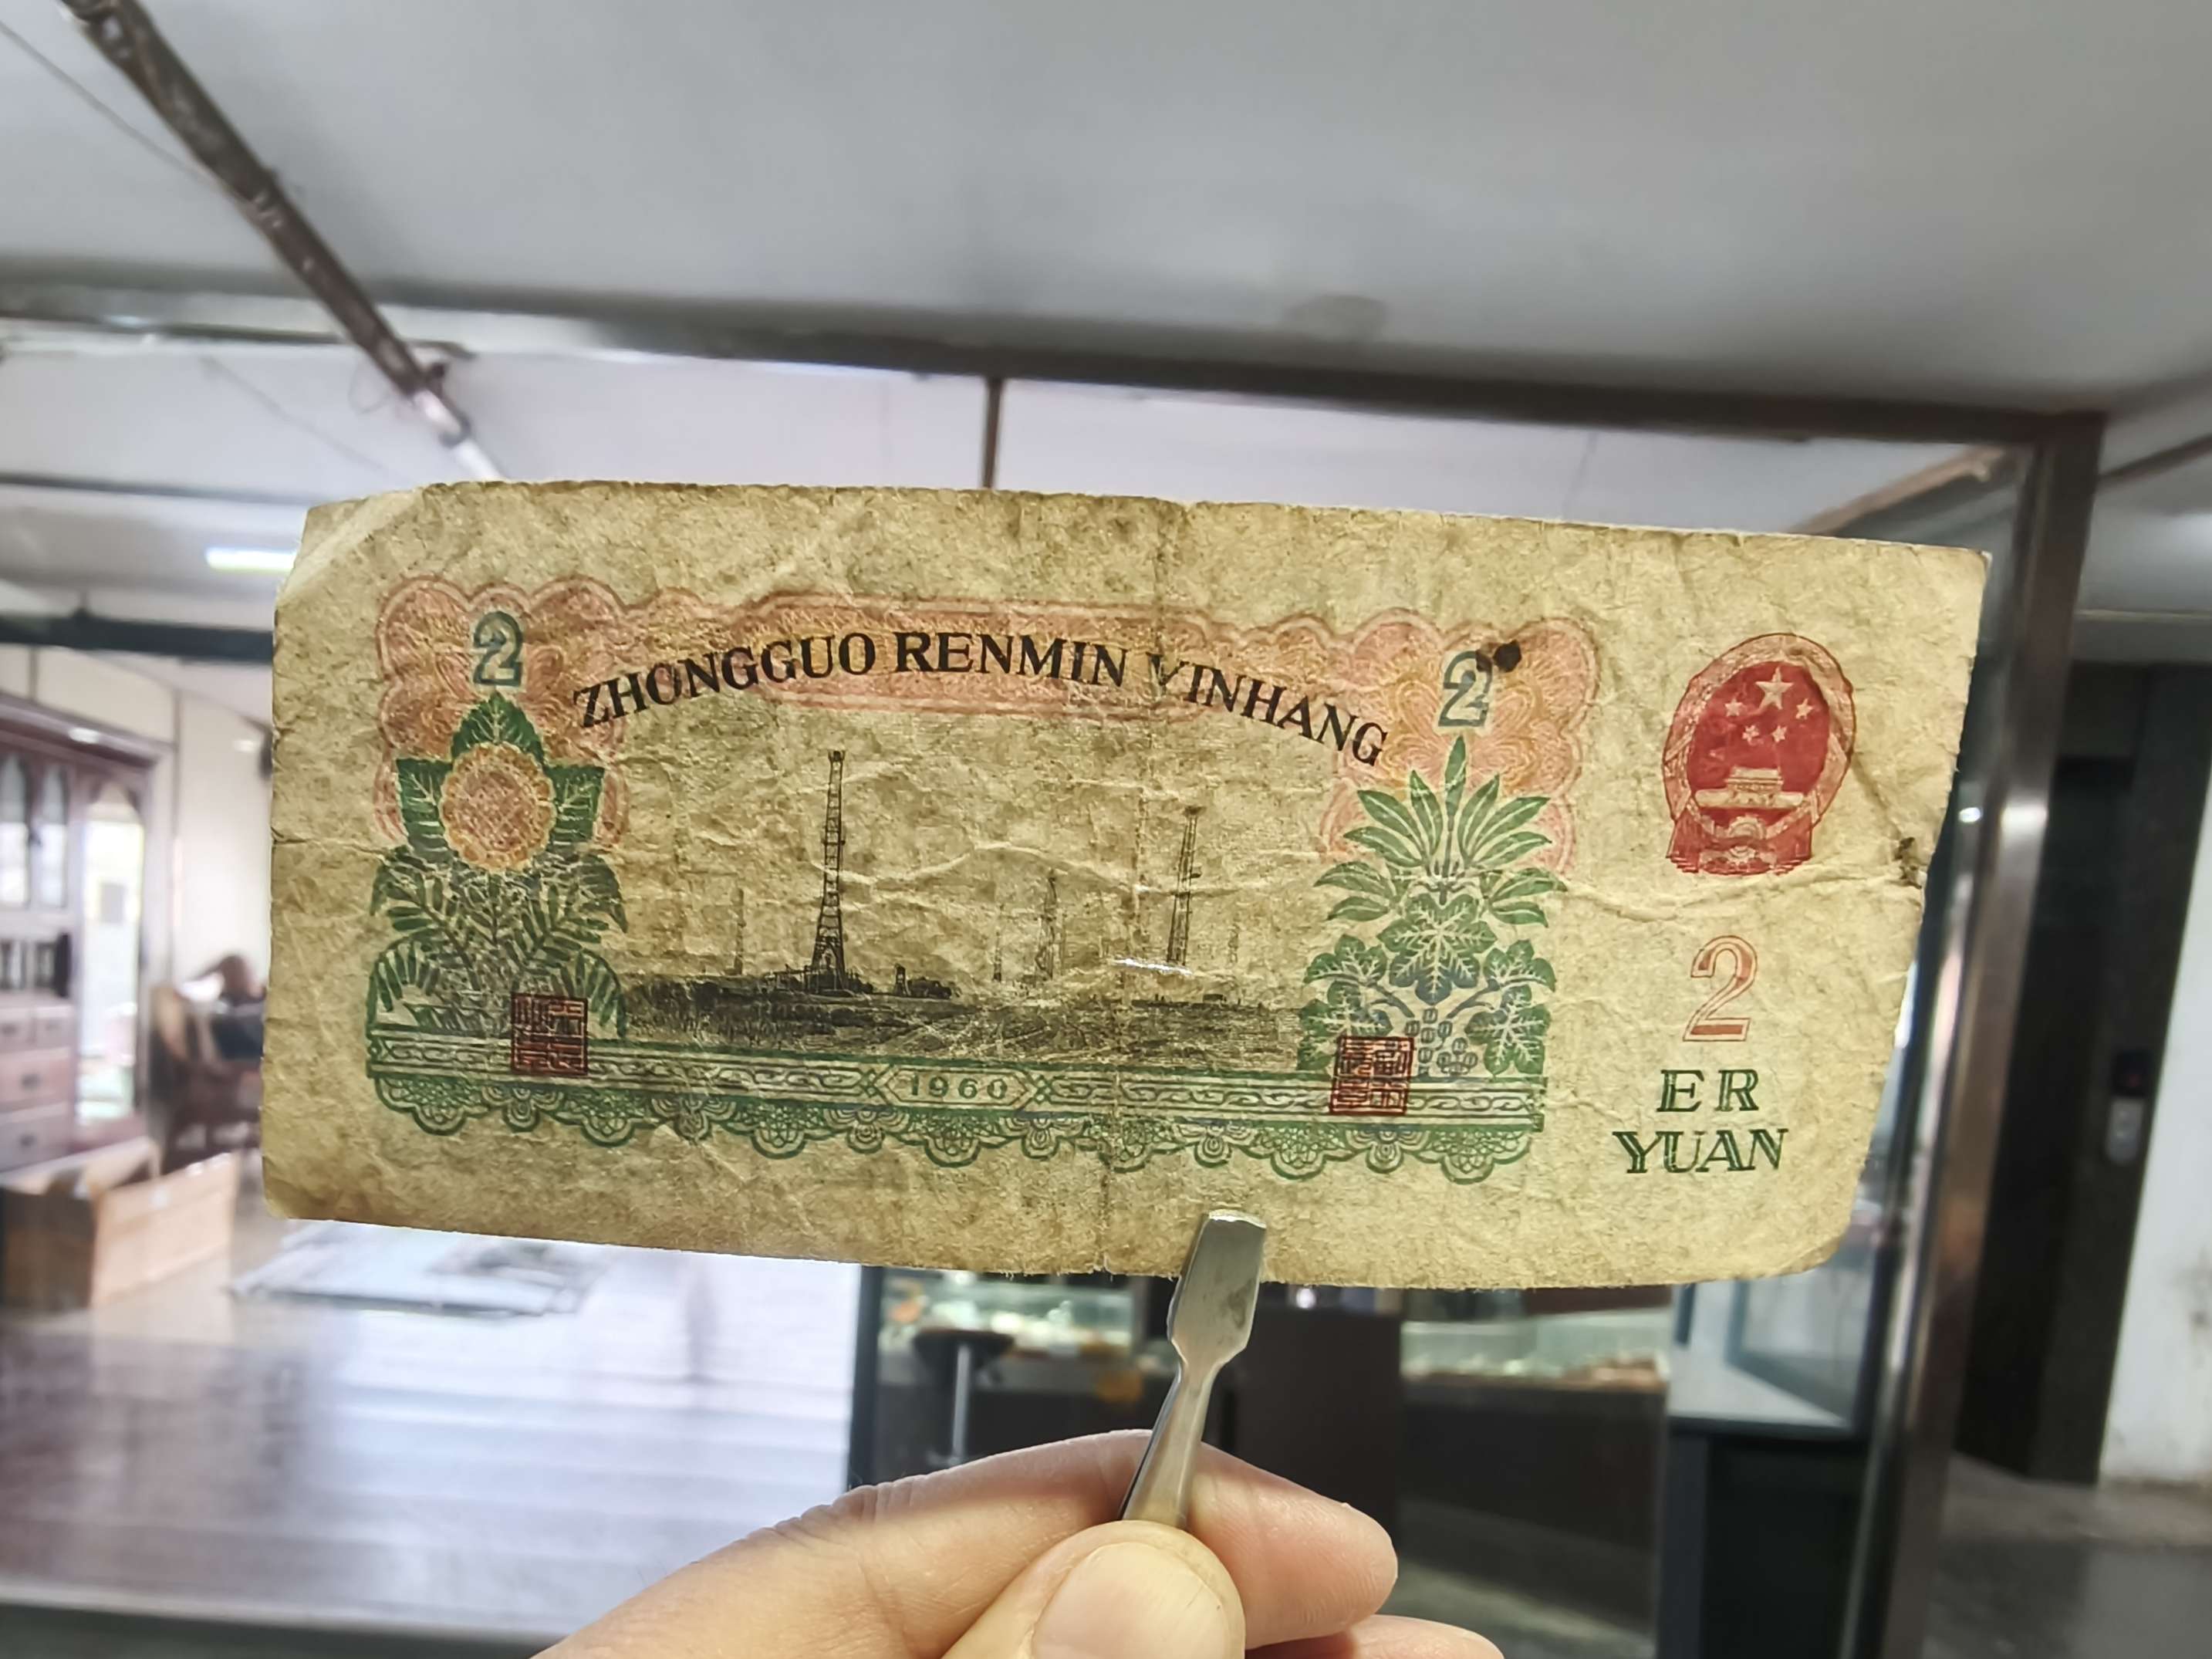 2
ZHONGGUO RENMIN YINHANG
2
1960
2
ER
YUAN